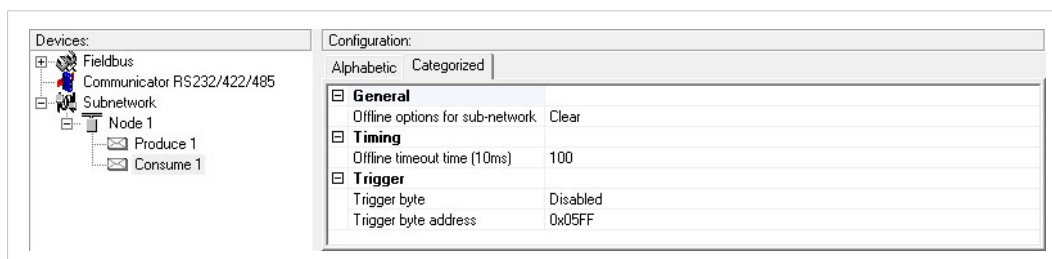 Devices:
Fieldbus
Communicator RS232/422/485
Subnetwork
Node 1
Produce 1
Consume 1
Configuration:
Alphabetic Categorized
General
Offline options for sub-network Clear
Timing
Offline timeout time (10ms) 100
Trigger
Trigger byte Disabled
Trigger byte address 0x05FF